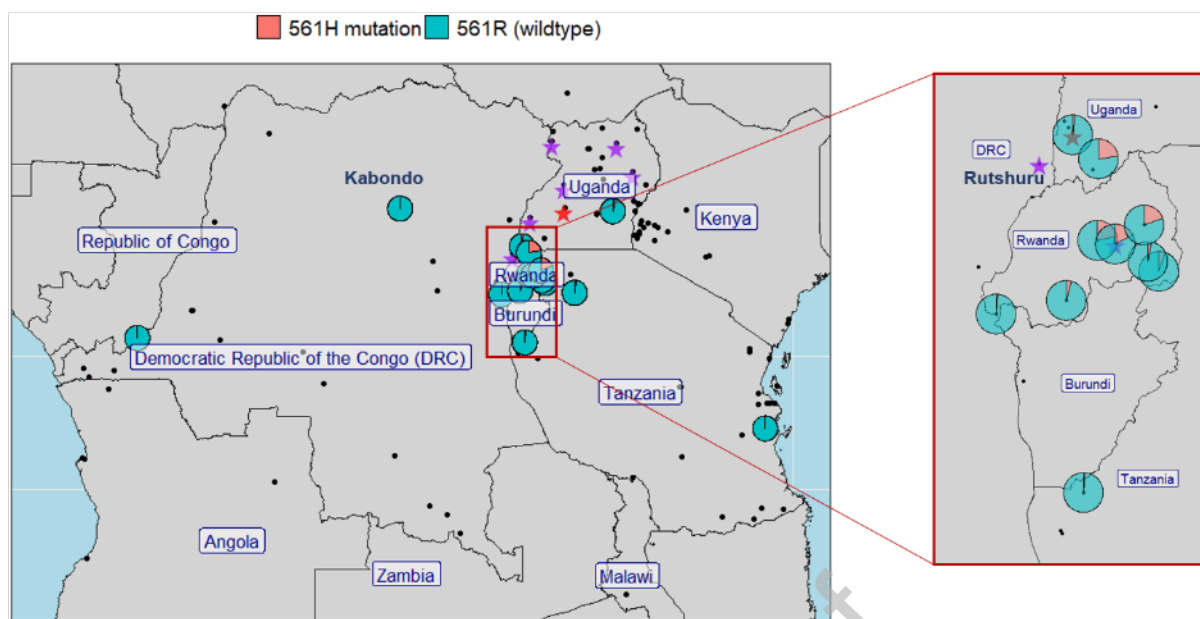 561H mutation 561R (wildtype)
Kabondo
Uganda
Kenya
Republic of Congo
Rwanda
Burundi
Democratic Republic of the Congo (DRC)
Tanzania
Angola
Zambia
Malawi
Uganda
DRC
Rutshuru
Rwanda
Burundi
Tanzania
f